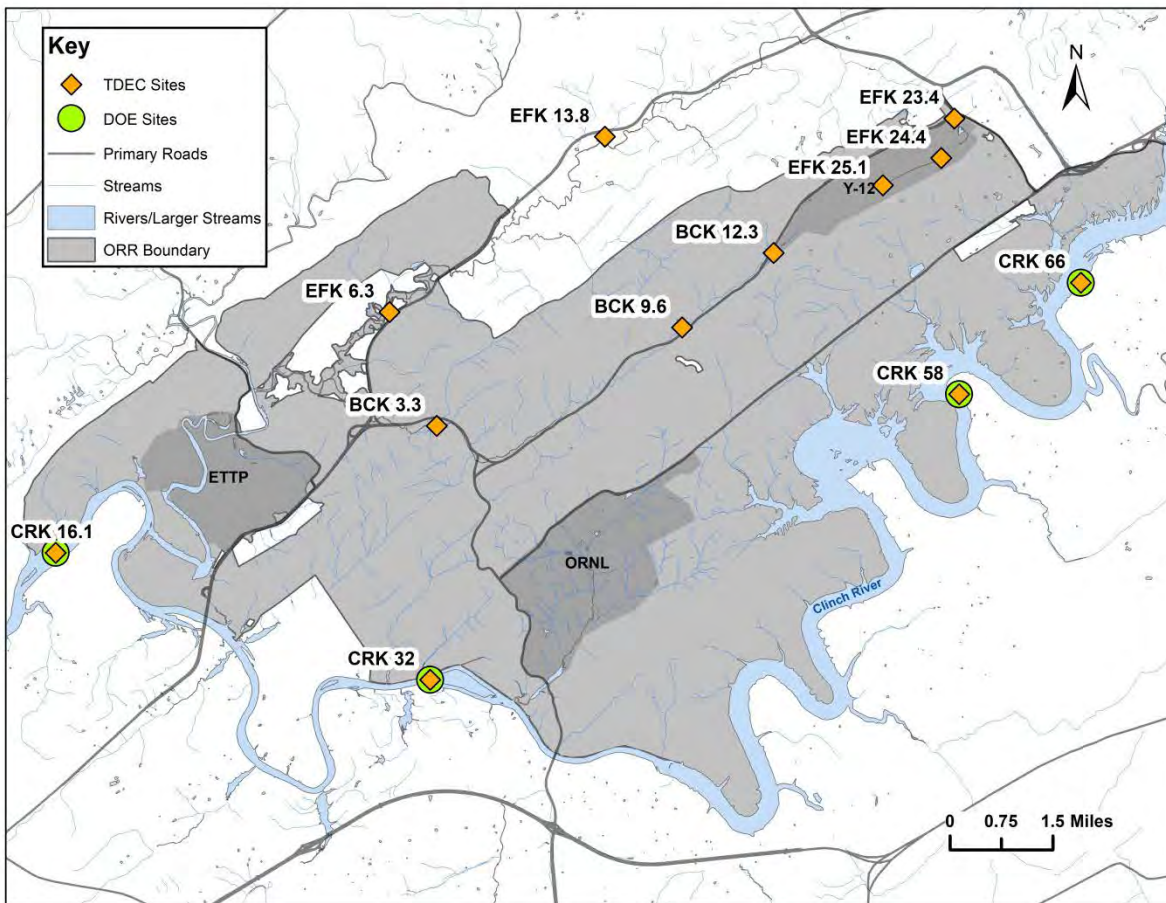 Key
TDEC Sites
DOE Sites
Primary Roads
Streams
Rivers/Larger Streams
ORR Boundary
N
EFK 13.8
EFK 23.4
EFK 24.4
EFK 25.1
Y-12
BCK 12.3
CRK 66
EFK 6.3
BCK 9.6
CRK 58
BCK 3.3
ETTP
CRK 16.1
ORNL
Clinch River
CRK 32
0 0.75 1.5 Miles